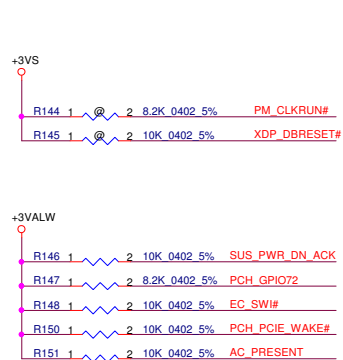 +3VS
R144 1 @ 2 8.2K_0402_5% PM_CLKRUN#
R145 1 @ 2 10K_0402_5% XDP_DBRESET#
+3VALW
R146 1 2 10K_0402_5% SUS_PWR_DN_ACK
R147 1 2 8.2K_0402_5% PCH_GPIO72
R148 1 2 10K_0402_5% EC_SWI#
R150 1 2 10K_0402_5% PCH_PCIE_WAKE#
R151 1 2 10K_0402_5% AC_PRESENT